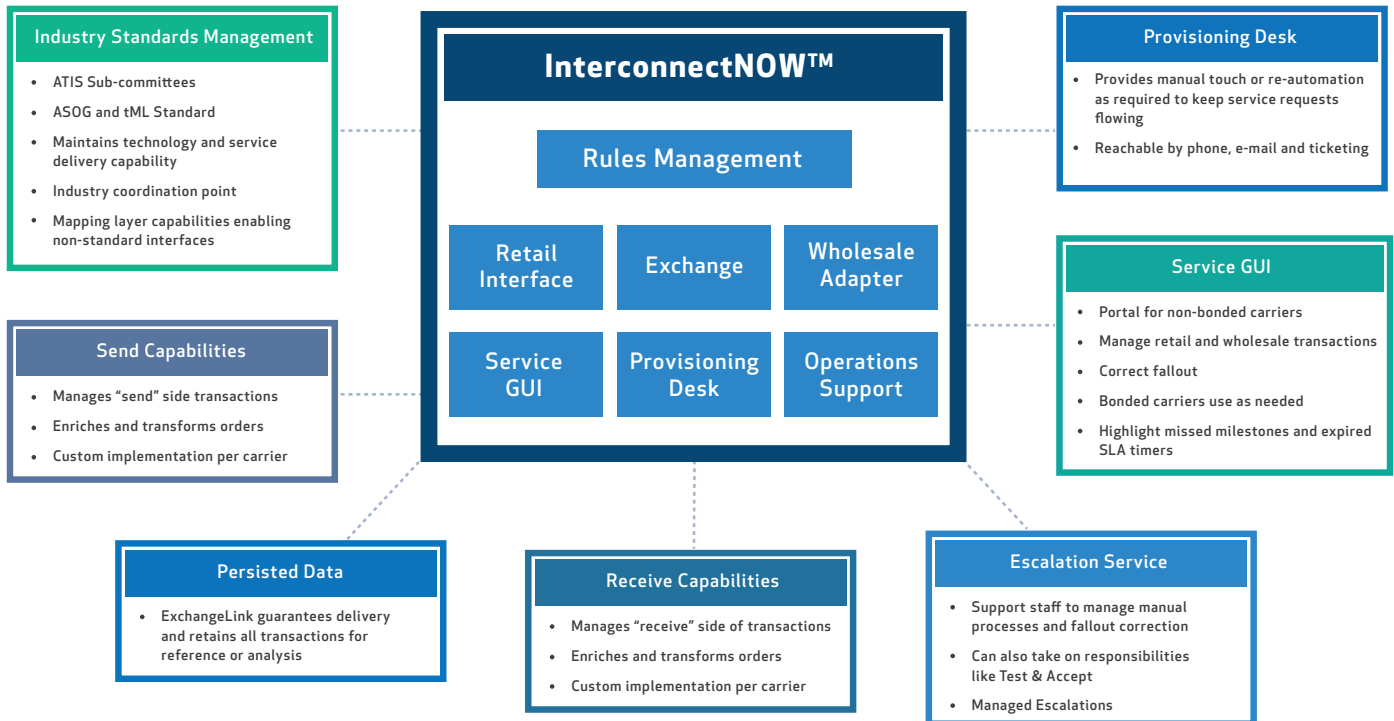 Industry Standards Management
• ATIS Sub-committees
• ASOG and tML Standard
• Maintains technology and service
delivery capability
• Industry coordination point
• Mapping layer capabilities enabling
non-standard interfaces
Send Capabilities
• Manages “send” side transactions
• Enriches and transforms orders
• Custom implementation per carrier
InterconnectNOW™
Rules Management
Retail
Interface
Exchange
Wholesale
Adapter
Service
GUI
Provisioning
Desk
Operations
Support
Provisioning Desk
• Provides manual touch or re-automation
as required to keep service requests
flowing
• Reachable by phone, e-mail and ticketing
Service GUI
• Portal for non-bonded carriers
• Manage retail and wholesale transactions
• Correct fallout
• Bonded carriers use as needed
• Highlight missed milestones and expired
SLA timers
Persisted Data
• ExchangeLink guarantees delivery
and retains all transactions for
reference or analysis
Receive Capabilities
• Manages “receive” side of transactions
• Enriches and transforms orders
• Custom implementation per carrier
Escalation Service
• Support staff to manage manual
processes and fallout correction
• Can also take on responsibilities
like Test & Accept
• Managed Escalations